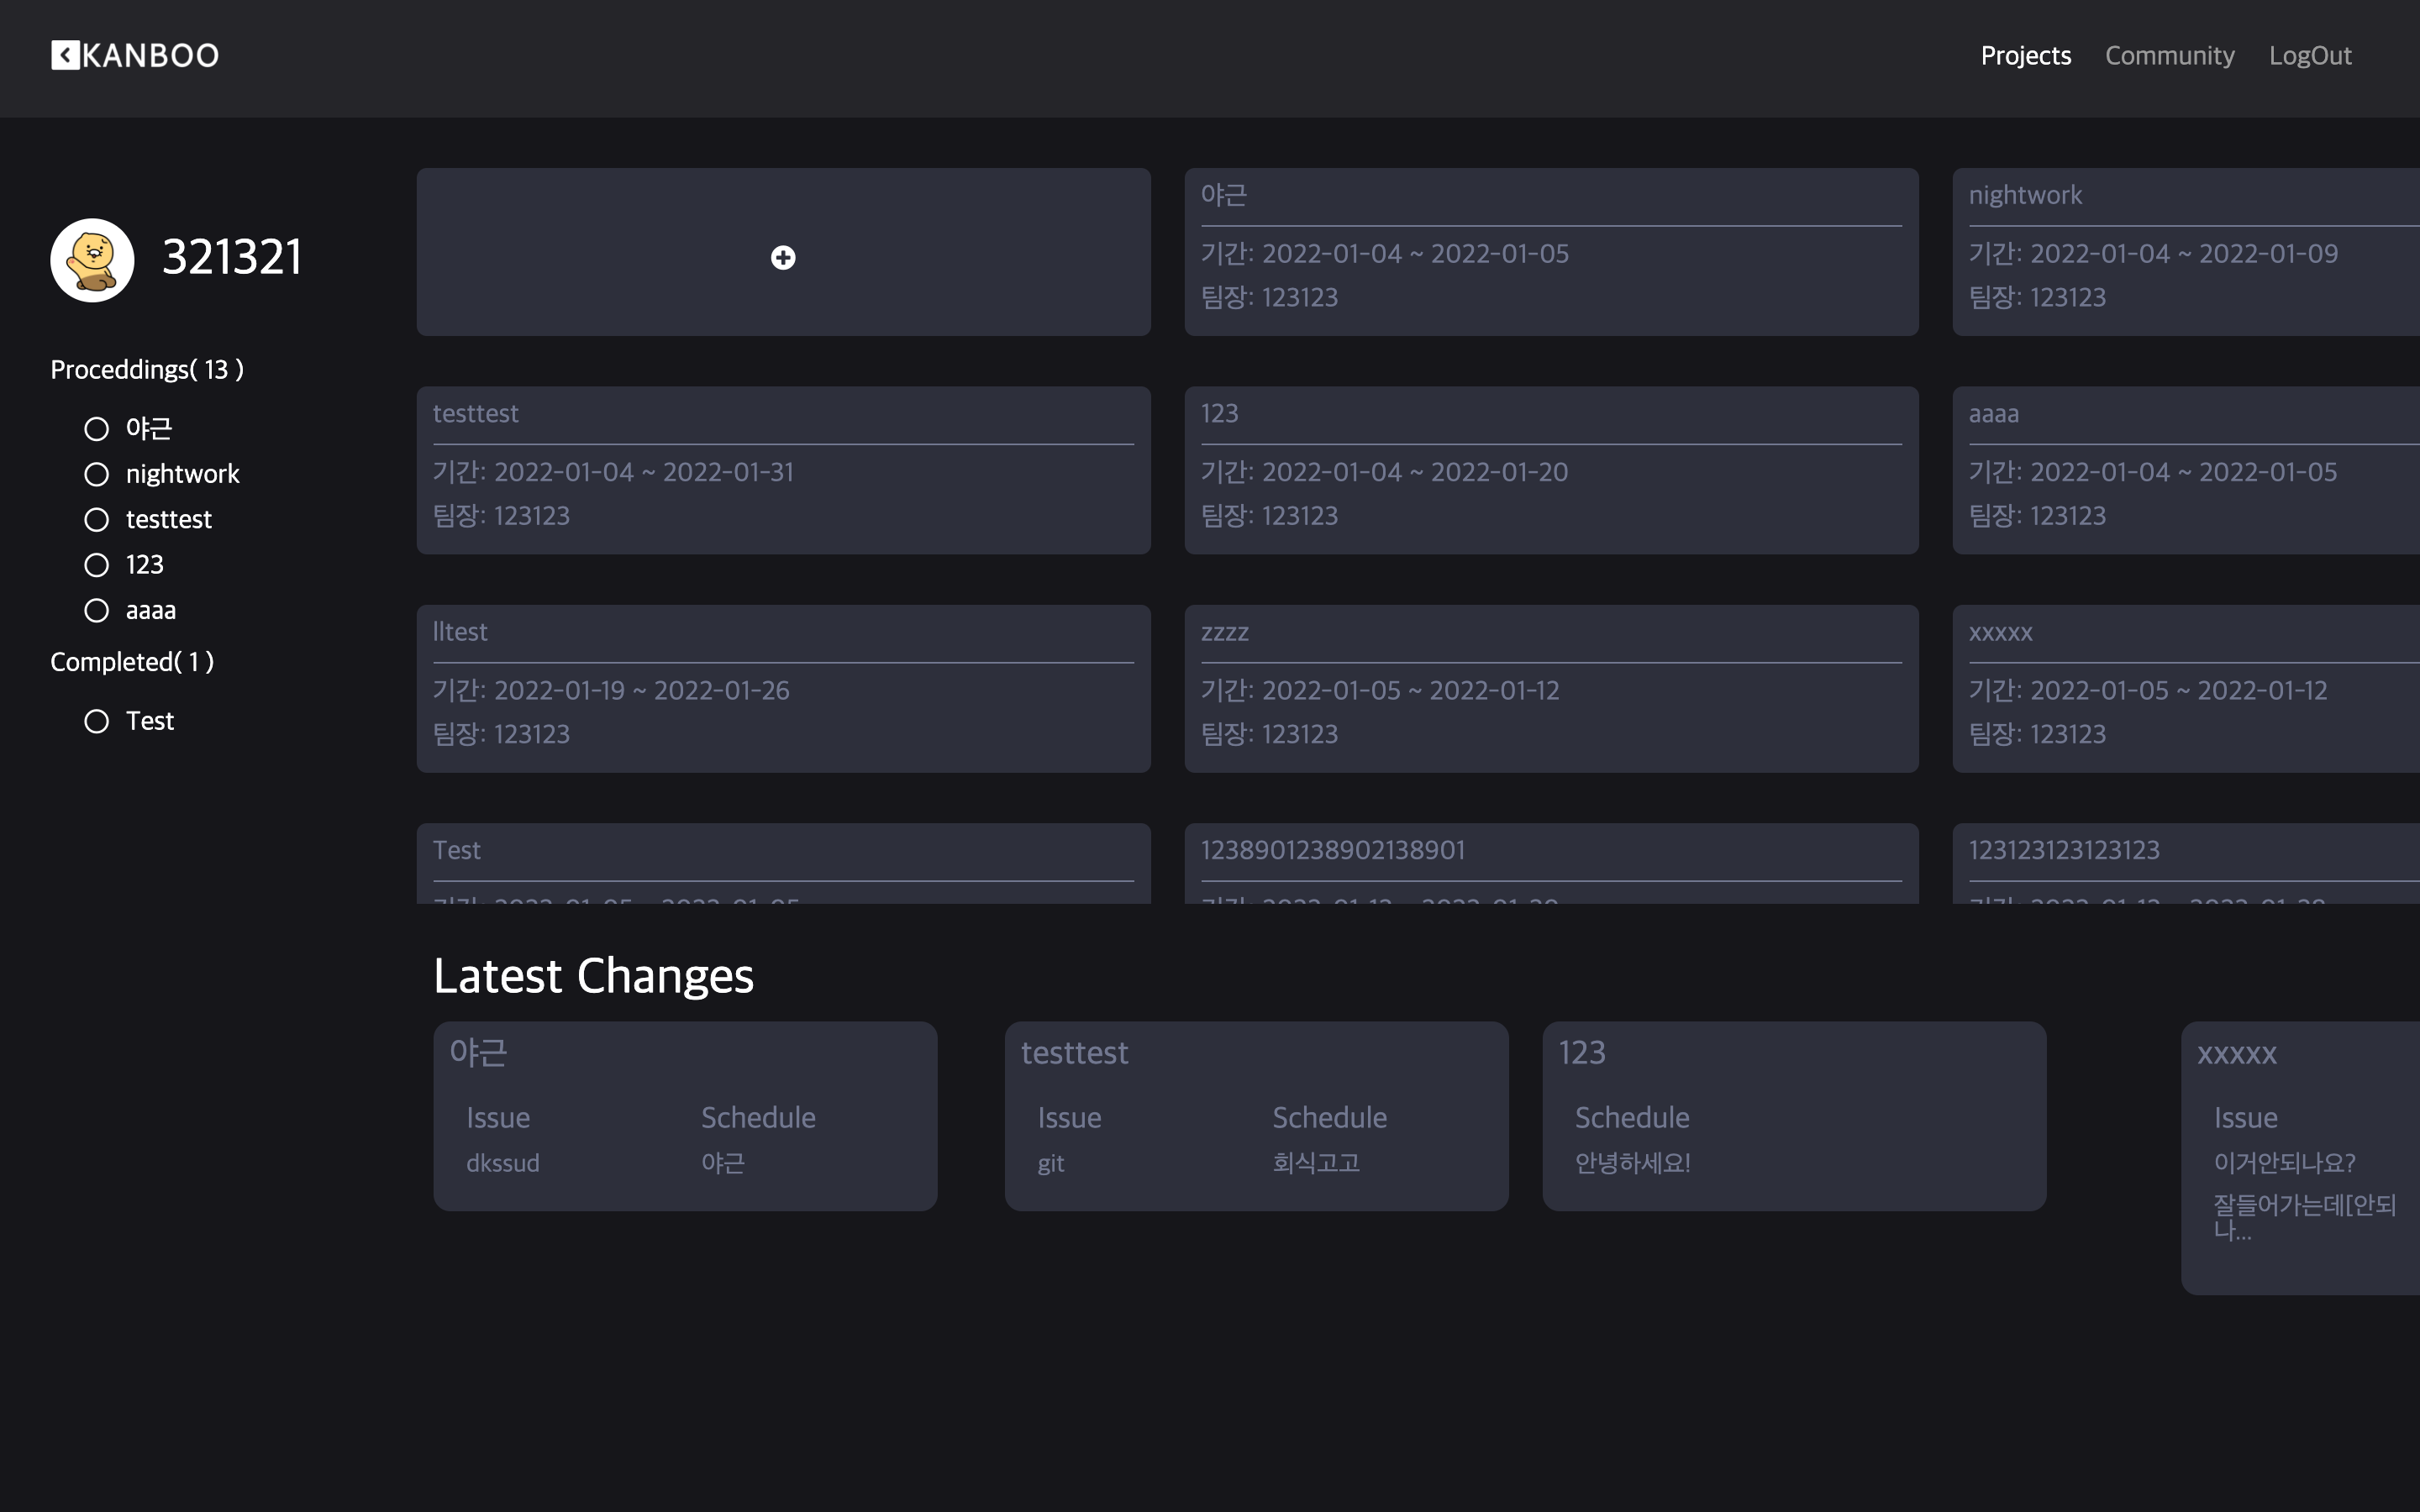 KANBOO
Projects Community LogOut
321321
Proceddings( 13 )
야근
nightwork
testtest
123
aaaa
Completed( 1 )
Test
야근
기간: 2022-01-04 ~ 2022-01-05
팀장: 123123
nightwork
기간: 2022-01-04 ~ 2022-01-09
팀장: 123123
testtest
기간: 2022-01-04 ~ 2022-01-31
팀장: 123123
123
기간: 2022-01-04 ~ 2022-01-20
팀장: 123123
aaaa
기간: 2022-01-04 ~ 2022-01-05
팀장: 123123
lltest
기간: 2022-01-19 ~ 2022-01-26
팀장: 123123
zzzz
기간: 2022-01-05 ~ 2022-01-12
팀장: 123123
xxxxx
기간: 2022-01-05 ~ 2022-01-12
팀장: 123123
Test
1238901238902138901
123123123123123
Latest Changes
야근
Issue Schedule
dkssud 야근
testtest
Issue Schedule
git 회식고고
123
Schedule
안녕하세요!
xxxxx
Issue
이거안되나요?
잘들어가는데[안되
나...